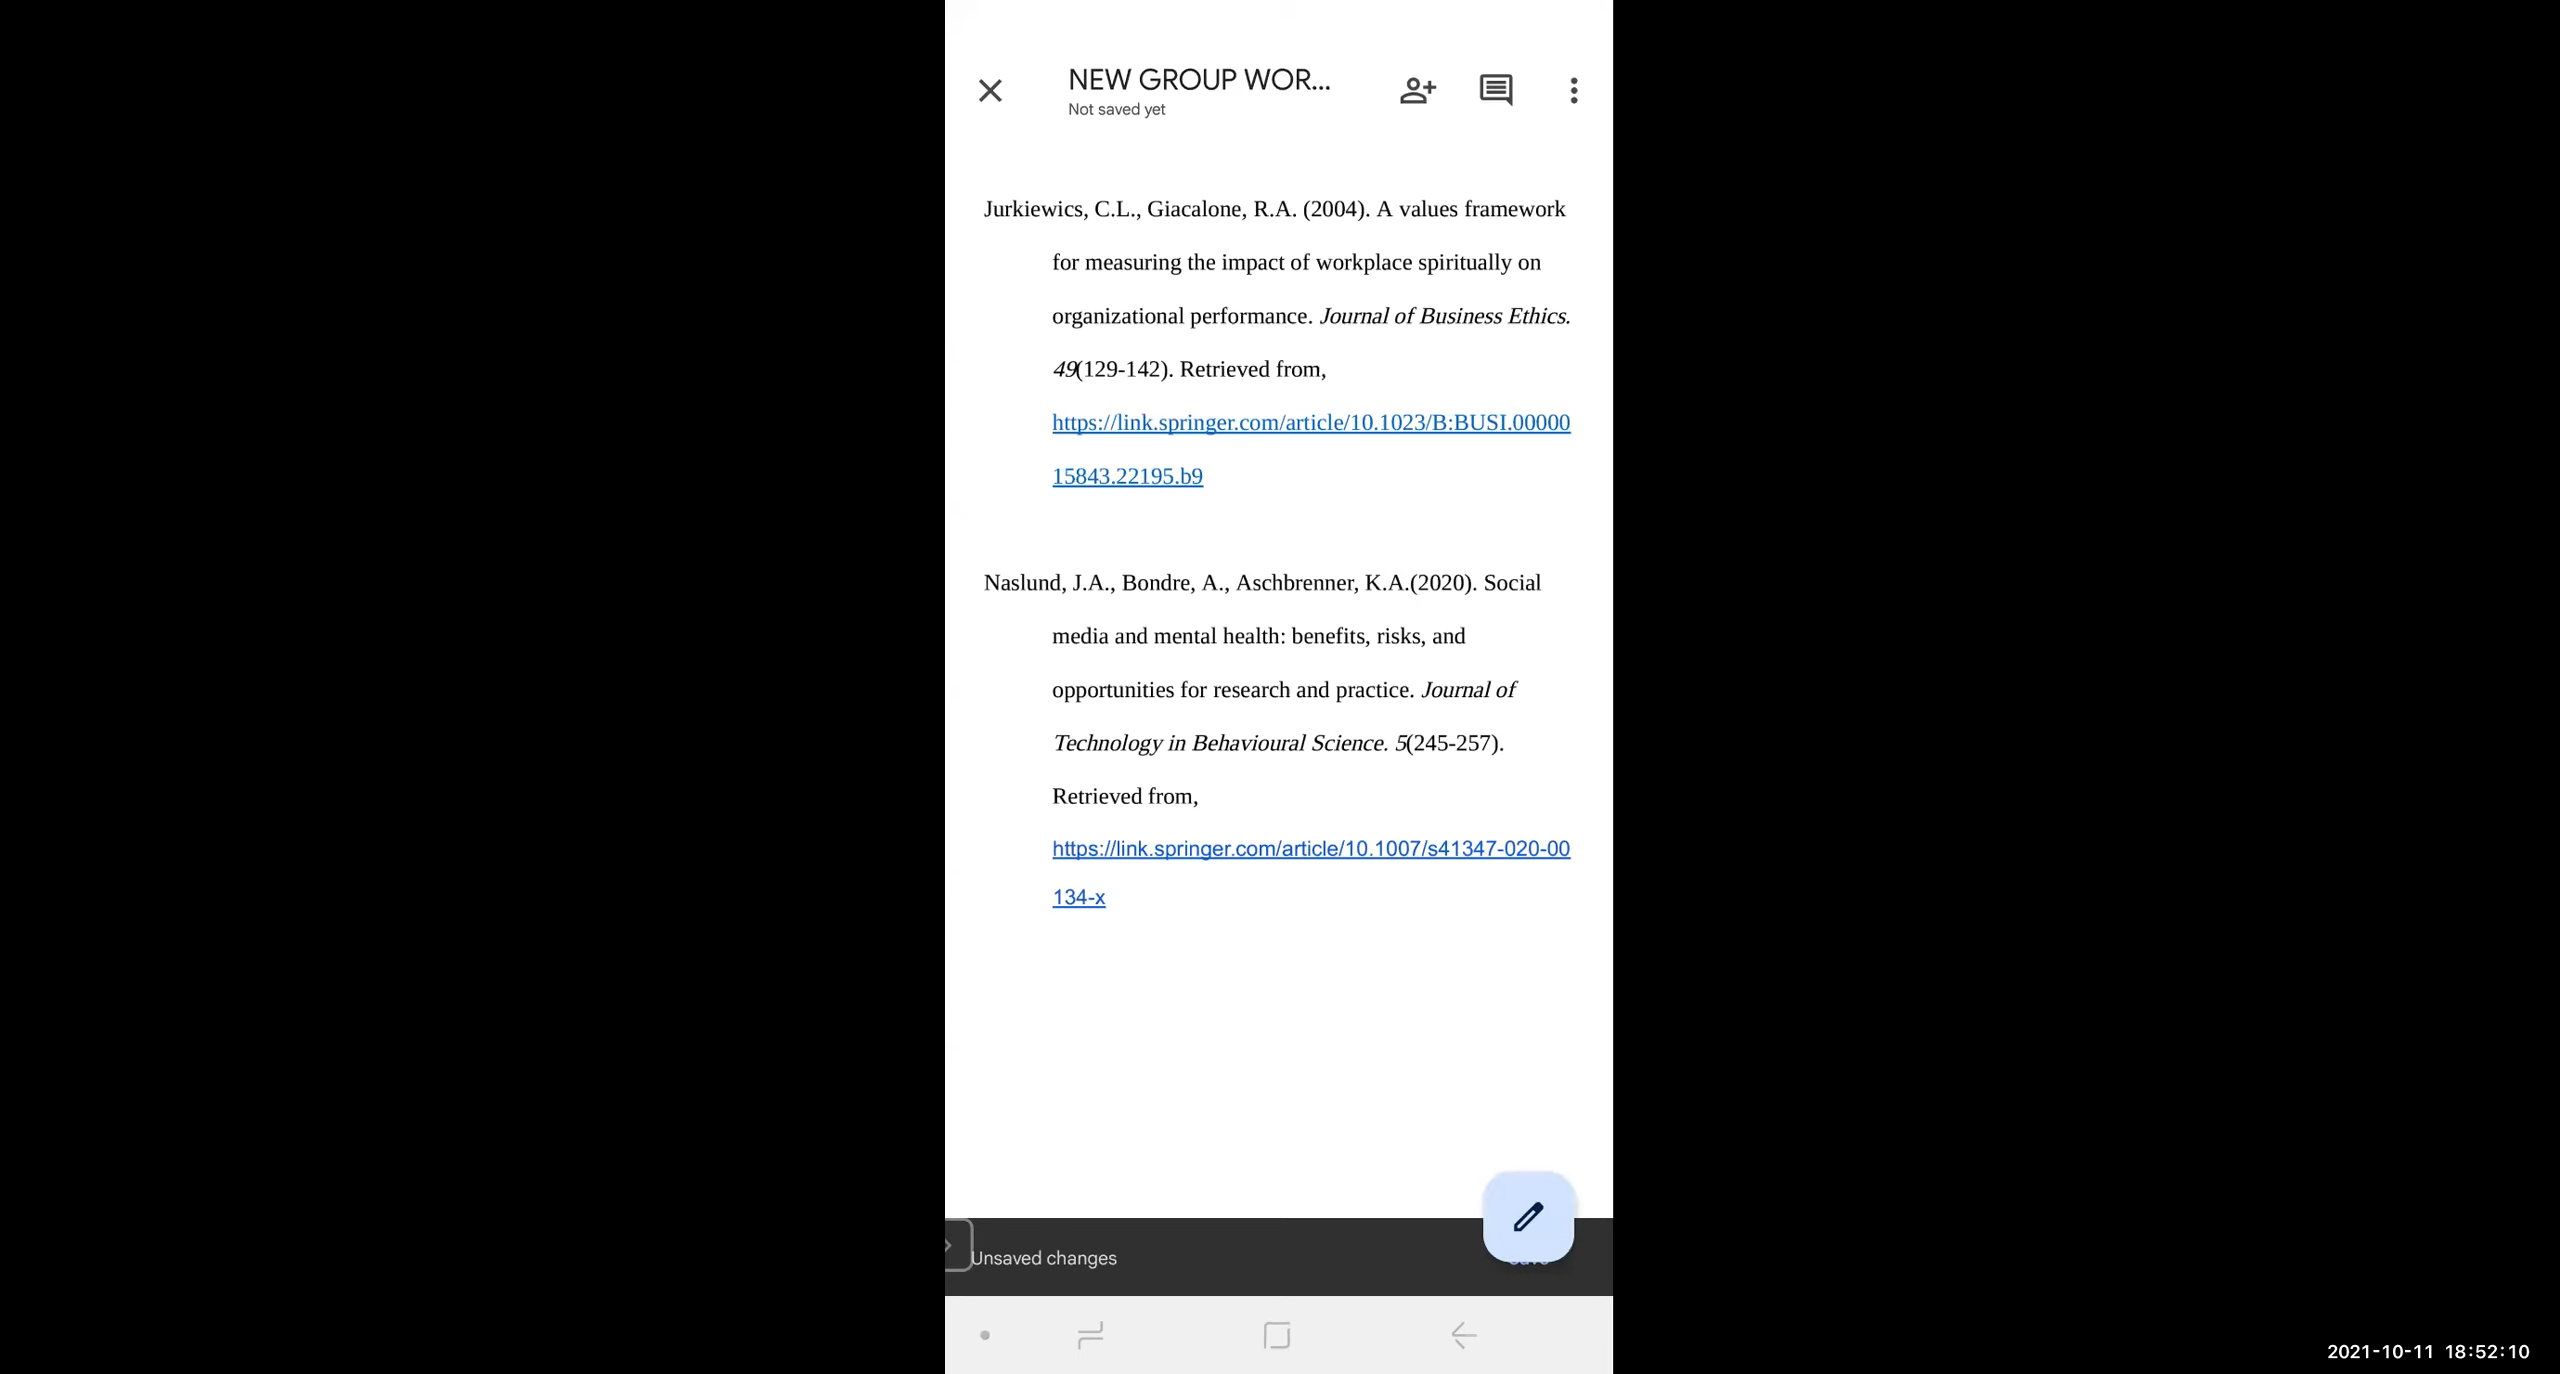 NEW GROUP WOR...
Not saved yet
Jurkiewics, C.L., Giacalone, R.A. (2004). A values framework
for measuring the impact of workplace spiritually on
organizational performance. Journal of Business Ethics.
49(129-142). Retrieved from,
https://link.springer.com/article/10.1023/B:BUSI.00000
15843.22195.b9
Naslund, J.A., Bondre, A., Aschbrenner, K.A.(2020). Social
media and mental health: benefits, risks, and
opportunities for research and practice. Journal of
Technology in Behavioural Science. 5(245-257).
Retrieved from,
https://link.springer.com/article/10.1007/s41347-020-00
134-x
Unsaved changes
2021-10-11 18:52:10